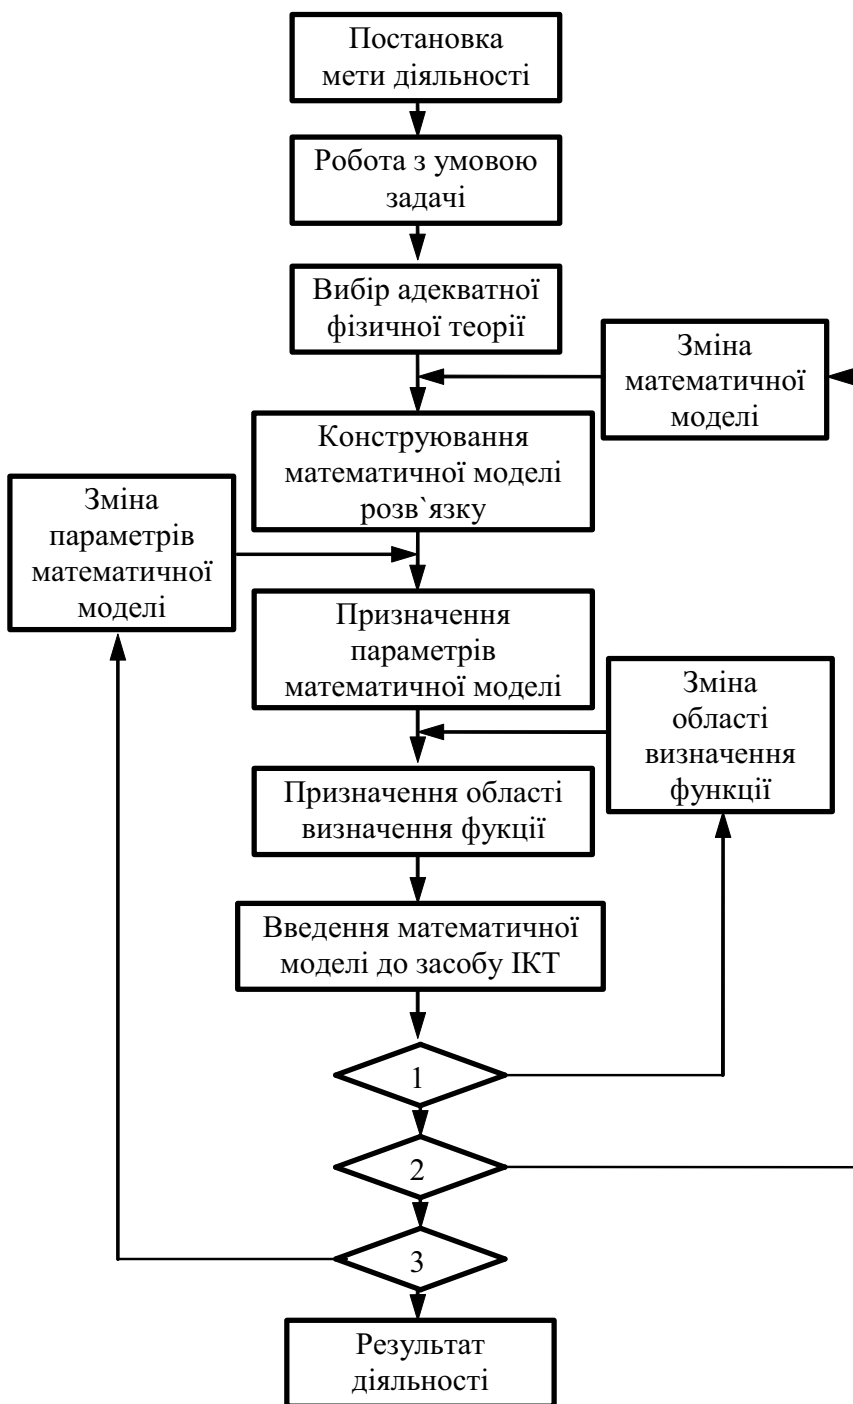 Постановка
мети діяльності
Робота з умовою
задачі
Вибір адекватної
фізичної теорії
Зміна
математичної
моделі
Конструювання
математичної моделі
розв`язку
Зміна
параметрів
математичної
моделі
Призначення
параметрів
математичної моделі
Зміна
області
визначення
функції
Призначення області
визначення фукції
Введення математичної
моделі до засобу ІКТ
1
2
3
Результат
діяльності